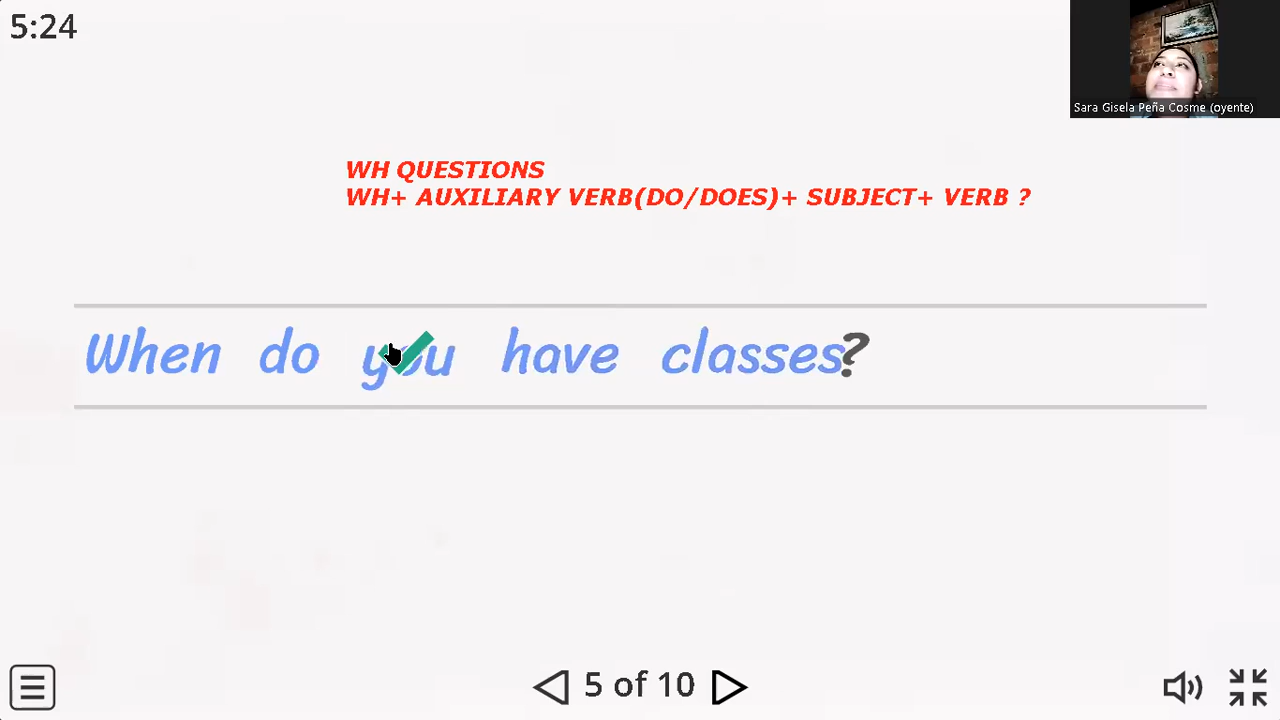 5:24
Sara Gisela Peña Cosme (oyente)
WH QUESTIONS
WH+ AUXILIARY VERB(DO/DOES)+ SUBJECT+ VERB ?
When do you have classes?
5 of 10